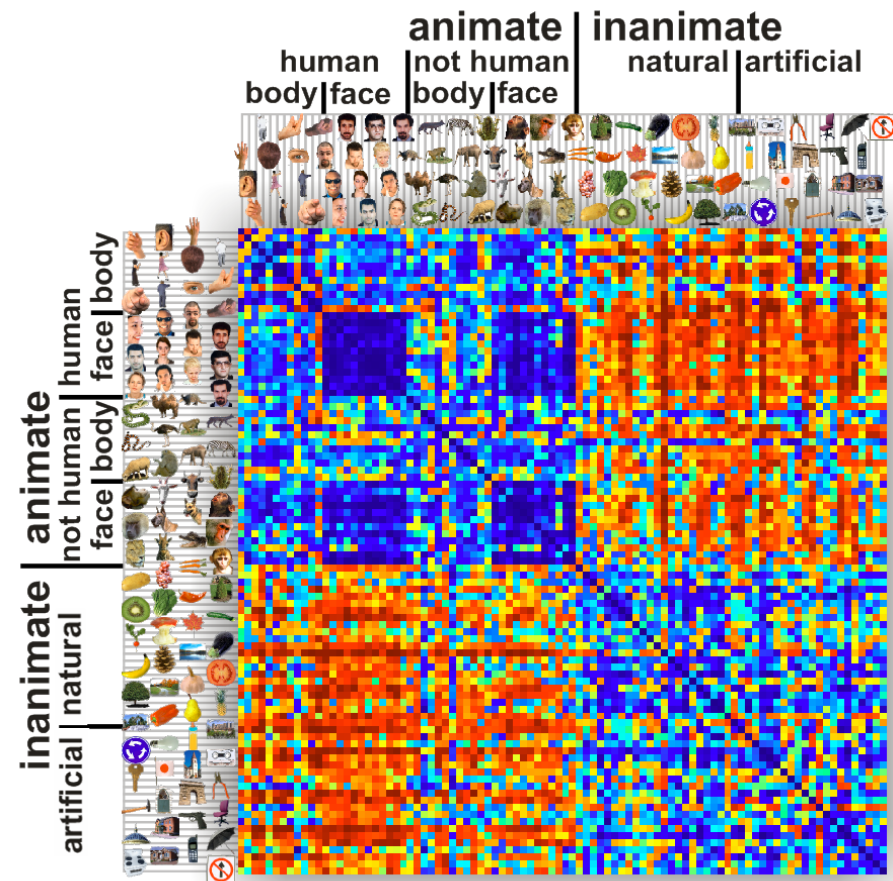 animate inanimate
human not human natural artificial
body face body face
animate inanimate
human not human natural artificial
body face body face